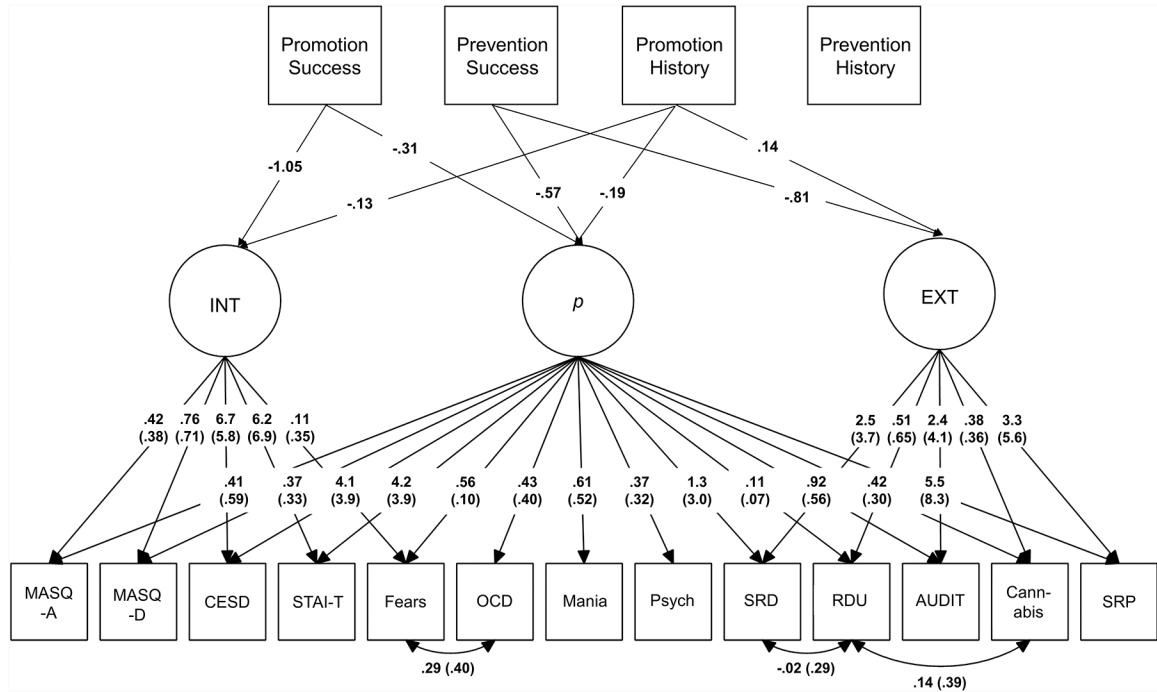 Promotion
Success
Prevention
Success
Promotion
History
Prevention
History
-1.05
-.31
-.13
-.57
-.19
.14
-.81
INT
p
EXT
.42
(.38)
.76
(.71)
6.7
(5.8)
6.2
(6.9)
.11
(.35)
2.5
(3.7)
.51
(.65)
2.4
(4.1)
.38
(.36)
3.3
(5.6)
.41
(.59)
.37
(.33)
4.1
(3.9)
4.2
(3.9)
.56
(.10)
.43
(.40)
.61
(.52)
.37
(.32)
1.3
(3.0)
.11
(.07)
.92
(.56)
.42
(.30)
5.5
(8.3)
MASQ
-A
MASQ
-D
CESD
STAI-T
Fears
OCD
Mania
Psych
SRD
RDU
AUDIT
Cann-
abis
SRP
.29 (.40)
-.02 (.29)
.14 (.39)